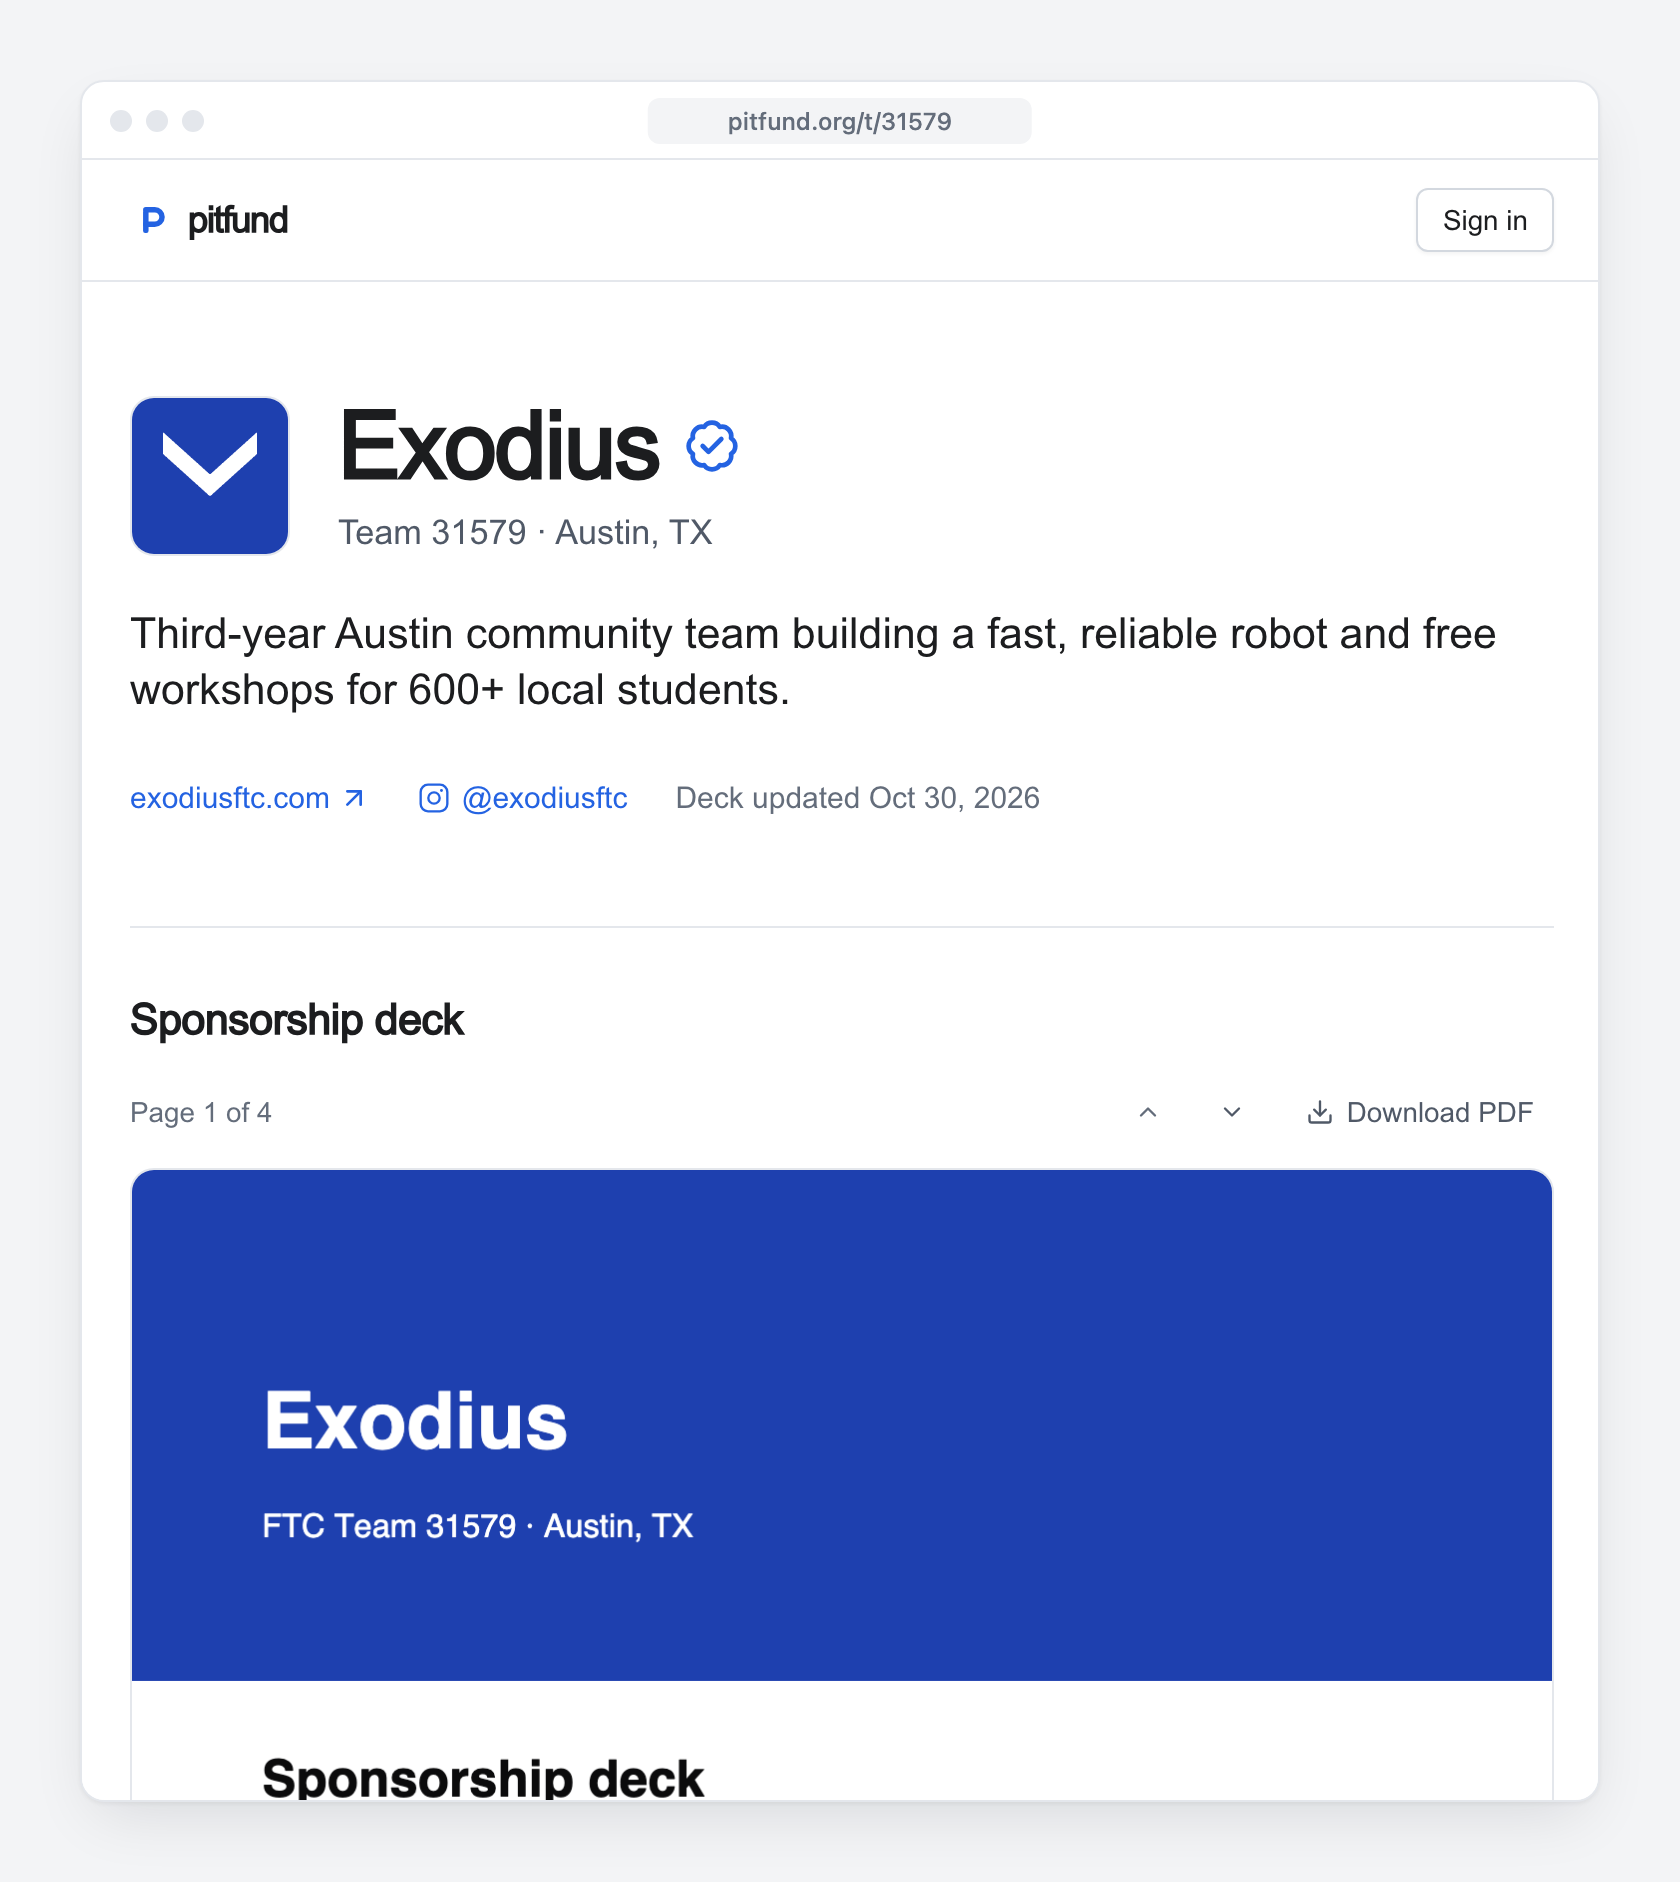 pitfund.org/t/31579
pitfund
Sign in
Exodius
Team 31579 · Austin, TX
Third-year Austin community team building a fast, reliable robot and free
workshops for 600+ local students.
exodiusftc.com
@exodiusftc
Deck updated Oct 30, 2026
Sponsorship deck
Page 1 of 4
Download PDF
Exodius
FTC Team 31579 · Austin, TX
Sponsorship deck